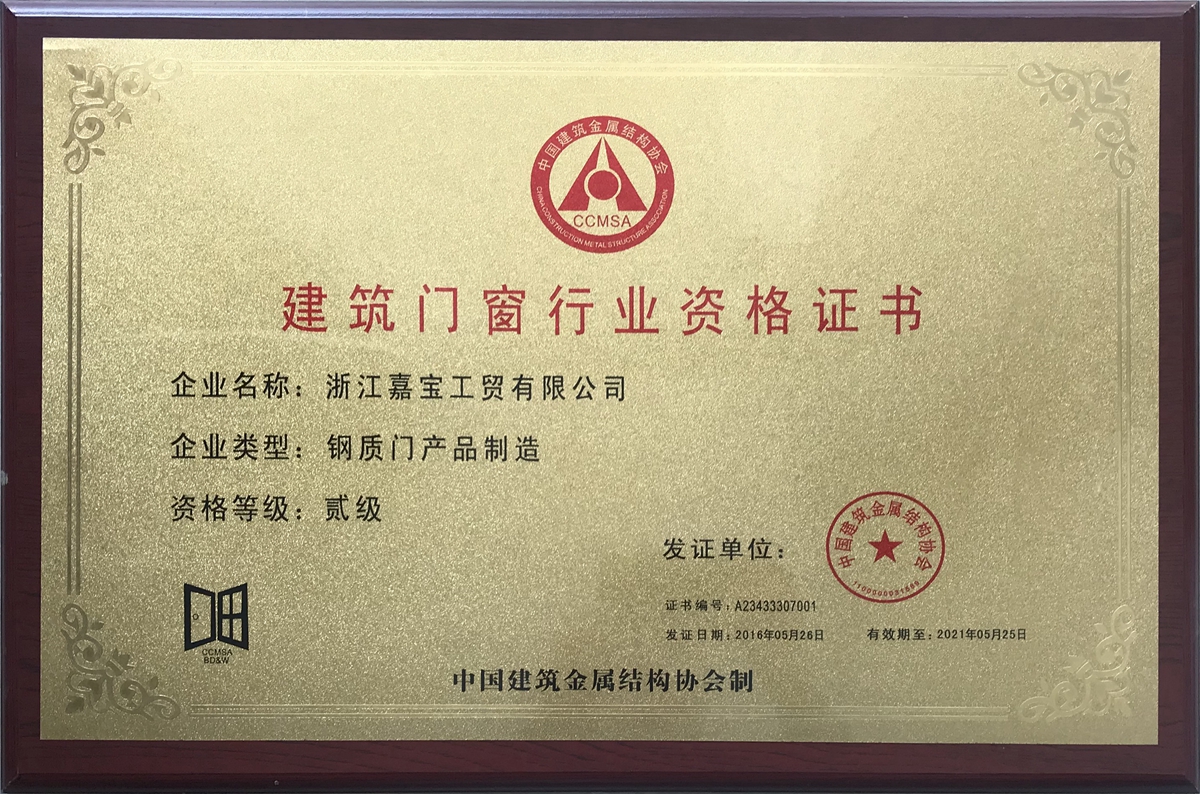 中国建筑金属结构协会
CCMSA
CHINA CONSTRUCTION METAL STRUCTURE ASSOCIATION
建筑门窗行业资格证书
企业名称：浙江嘉宝工贸有限公司
企业类型：钢质门产品制造
资格等级：贰级
发证单位：
中国建筑金属结构协会
证书编号：A23433307001
发证日期：2016年05月26日 有效期至：2021年05月25日
CCMSA
BD&W
中国建筑金属结构协会制